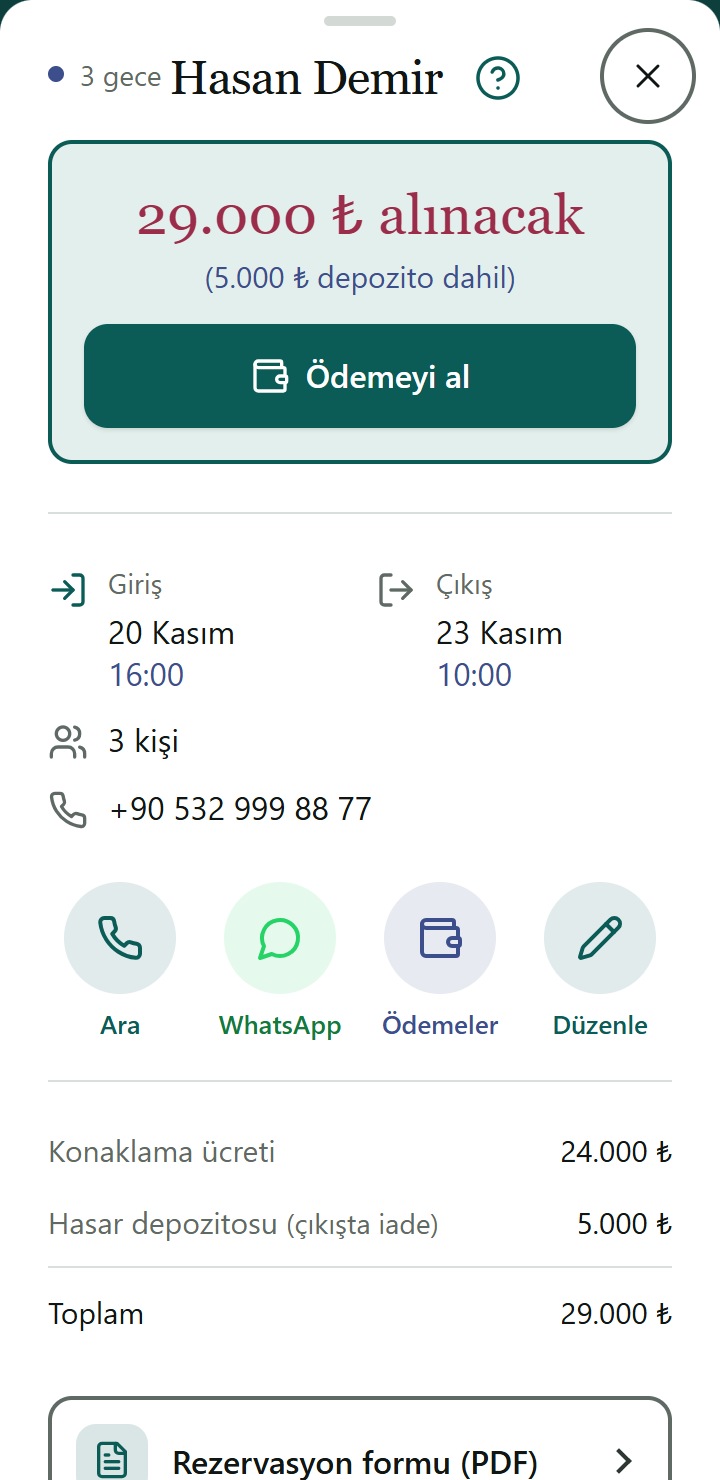 3 gece Hasan Demir
29.000 ₺ alınacak
(5.000 ₺ depozito dahil)
Ödemeyi al
Giriş
20 Kasım
16:00
Çıkış
23 Kasım
10:00
3 kişi
+90 532 999 88 77
Ara
WhatsApp
Ödemeler
Düzenle
Konaklama ücreti 24.000 ₺
Hasar depozitosu (çıkışta iade) 5.000 ₺
Toplam 29.000 ₺
Rezervasyon formu (PDF)